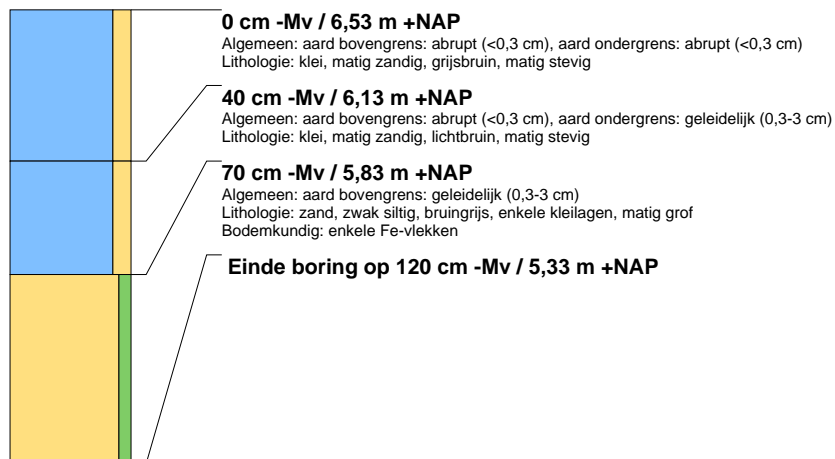 0 cm -Mv / 6,53 m +NAP
Algemeen: aard bovengrens: abrupt (<0,3 cm), aard ondergrens: abrupt (<0,3 cm)
Lithologie: klei, matig zandig, grijsbruin, matig stevig
40 cm -Mv / 6,13 m +NAP
Algemeen: aard bovengrens: abrupt (<0,3 cm), aard ondergrens: geleidelijk (0,3-3 cm)
Lithologie: klei, matig zandig, lichtbruin, matig stevig
70 cm -Mv / 5,83 m +NAP
Algemeen: aard bovengrens: geleidelijk (0,3-3 cm)
Lithologie: zand, zwak siltig, bruingrijs, enkele kleilagen, matig grof
Bodemkundig: enkele Fe-vlekken
Einde boring op 120 cm -Mv / 5,33 m +NAP